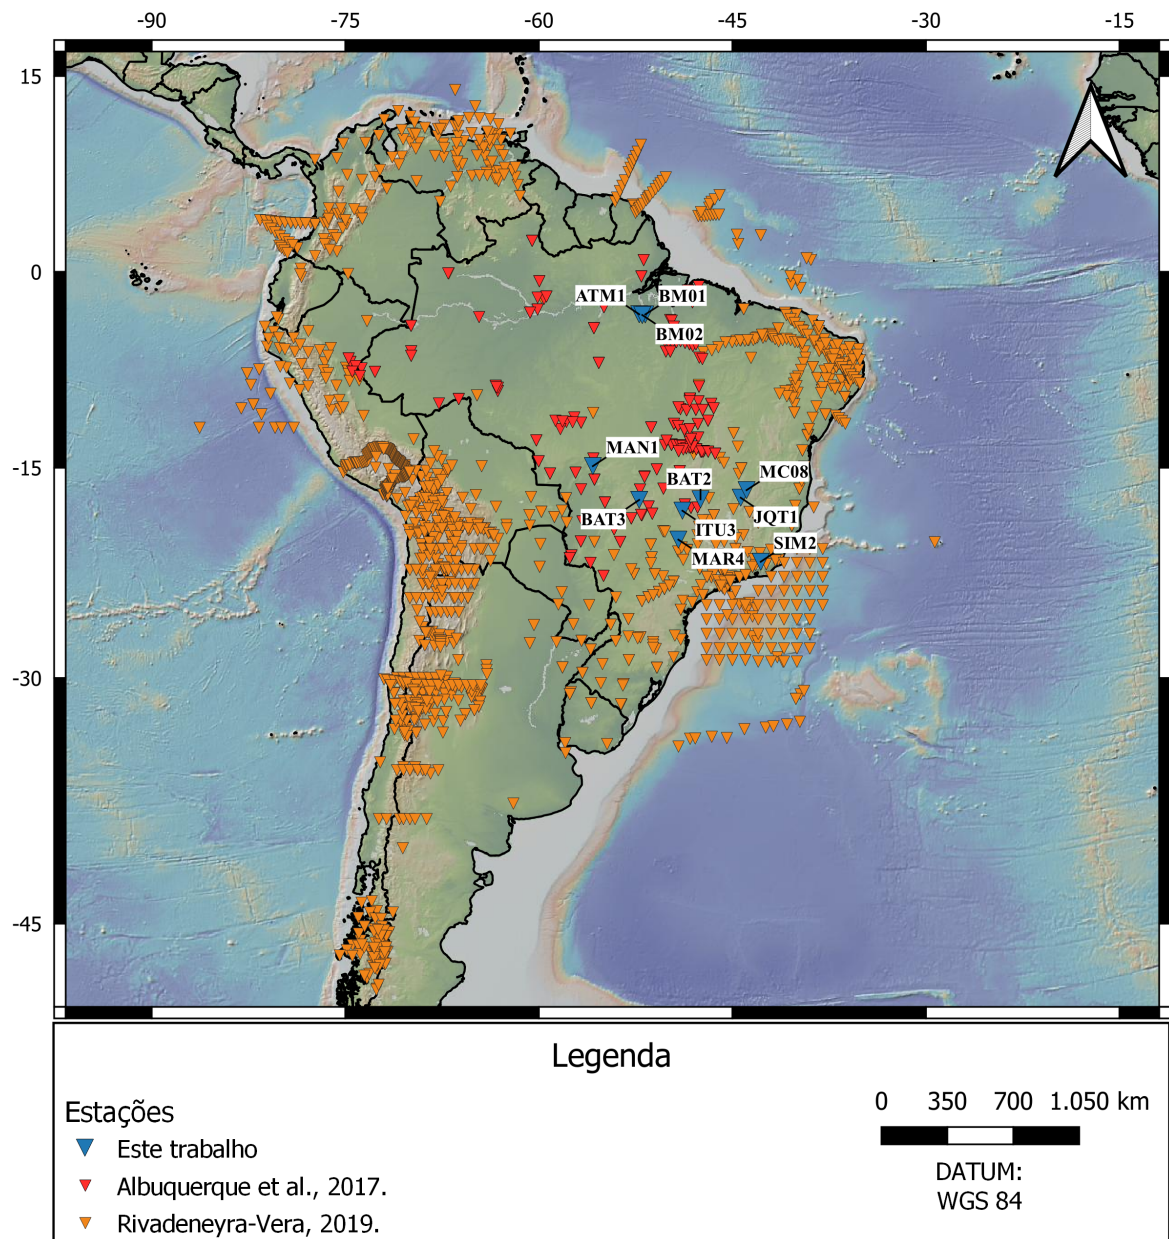 -90 -75 -60 -45 -30 -15
15
0
ATM1 BM01
BM02
-15
MAN1
BAT2 MC08
BAT3 ITU3 JQT1
MAR4 SIM2
-30
-45
Legenda
Estações
Este trabalho
Albuquerque et al., 2017.
Rivadeneyra-Vera, 2019.
0 350 700 1.050 km
DATUM:
WGS 84